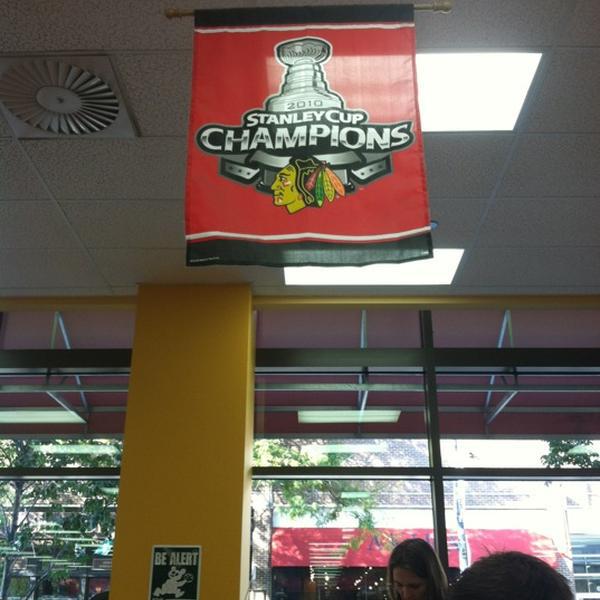 2010
STANLEY CUP
CHAMPIONS
BE ALERT